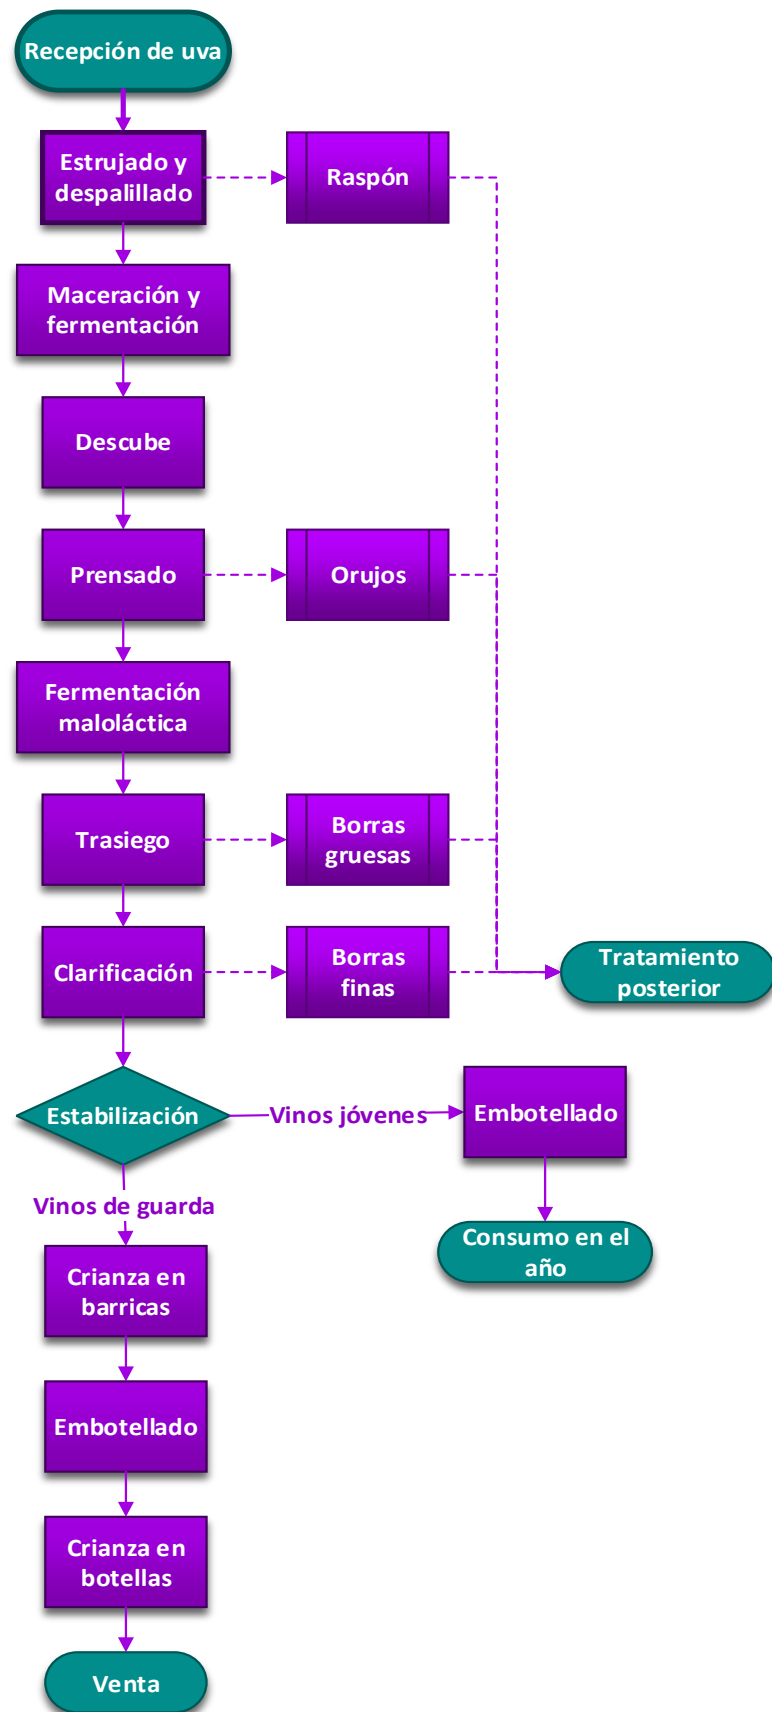 Recepción de uva
Estrujado y
despalillado
Raspón
Maceración y
fermentación
Descube
Prensado
Orujos
Fermentación
maloláctica
Trasiego
Borras
gruesas
Clarificación
Borras
finas
Tratamiento
posterior
Estabilización
Vinos jóvenes
Embotellado
Vinos de guarda
Consumo en el
año
Crianza en
barricas
Embotellado
Crianza en
botellas
Venta